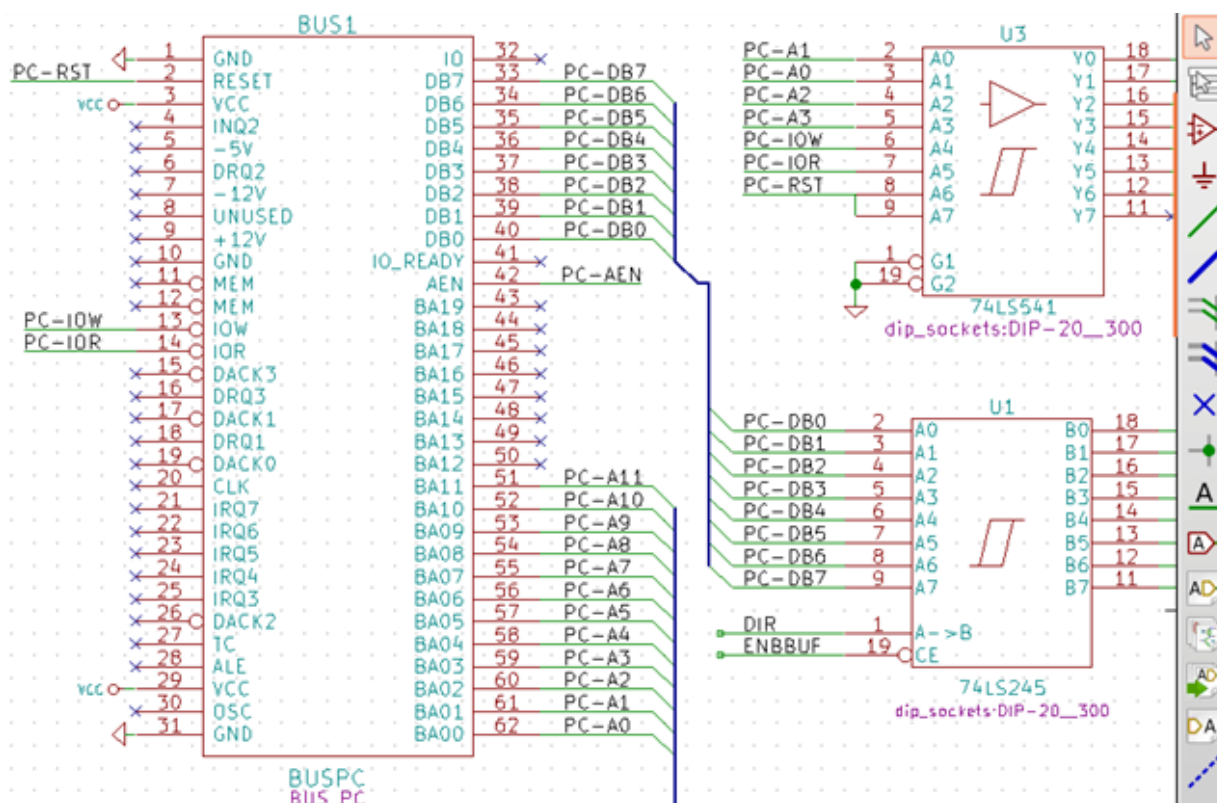 BUS1
1 GND IO 32
PC-RST 2 RESET DB7 33 PC-DB7
VCC 3 VCC DB6 34 PC-DB6
4 INQ2 DB5 35 PC-DB5
5 -5V DB4 36 PC-DB4
6 DRQ2 DB3 37 PC-DB3
7 -12V DB2 38 PC-DB2
8 UNUSED DB1 39 PC-DB1
9 +12V DB0 40 PC-DB0
10 GND IO_READY 41
11 MEM AEN 42 PC-AEN
12 MEM BA19 43
PC-IOW 13 IOW BA18 44
PC-IOR 14 IOR BA17 45
15 DACK3 BA16 46
16 DRQ3 BA15 47
17 DACK1 BA14 48
18 DRQ1 BA13 49
19 DACK0 BA12 50
20 CLK BA11 51 PC-A11
21 IRQ7 BA10 52 PC-A10
22 IRQ6 BA09 53 PC-A9
23 IRQ5 BA08 54 PC-A8
24 IRQ4 BA07 55 PC-A7
25 IRQ3 BA06 56 PC-A6
26 DACK2 BA05 57 PC-A5
27 TC BA04 58 PC-A4
28 ALE BA03 59 PC-A3
VCC 29 VCC BA02 60 PC-A2
30 OSC BA01 61 PC-A1
31 GND BA00 62 PC-A0
BUSPC
BUS_PC
U3
PC-A1 2 A0 Y0 18
PC-A0 3 A1 Y1 17
PC-A2 4 A2 Y2 16
PC-A3 5 A3 Y3 15
PC-IOW 6 A4 Y4 14
PC-IOR 7 A5 Y5 13
PC-RST 8 A6 Y6 12
9 A7 Y7 11
1 G1
19 G2
74LS541
dip_sockets:DIP-20__300
U1
PC-DB0 2 A0 B0 18
PC-DB1 3 A1 B1 17
PC-DB2 4 A2 B2 16
PC-DB3 5 A3 B3 15
PC-DB4 6 A4 B4 14
PC-DB5 7 A5 B5 13
PC-DB6 8 A6 B6 12
PC-DB7 9 A7 B7 11
DIR 1 A->B
ENBBUF 19 CE
74LS245
dip_sockets:DIP-20__300
A
A
AD
AD
DA